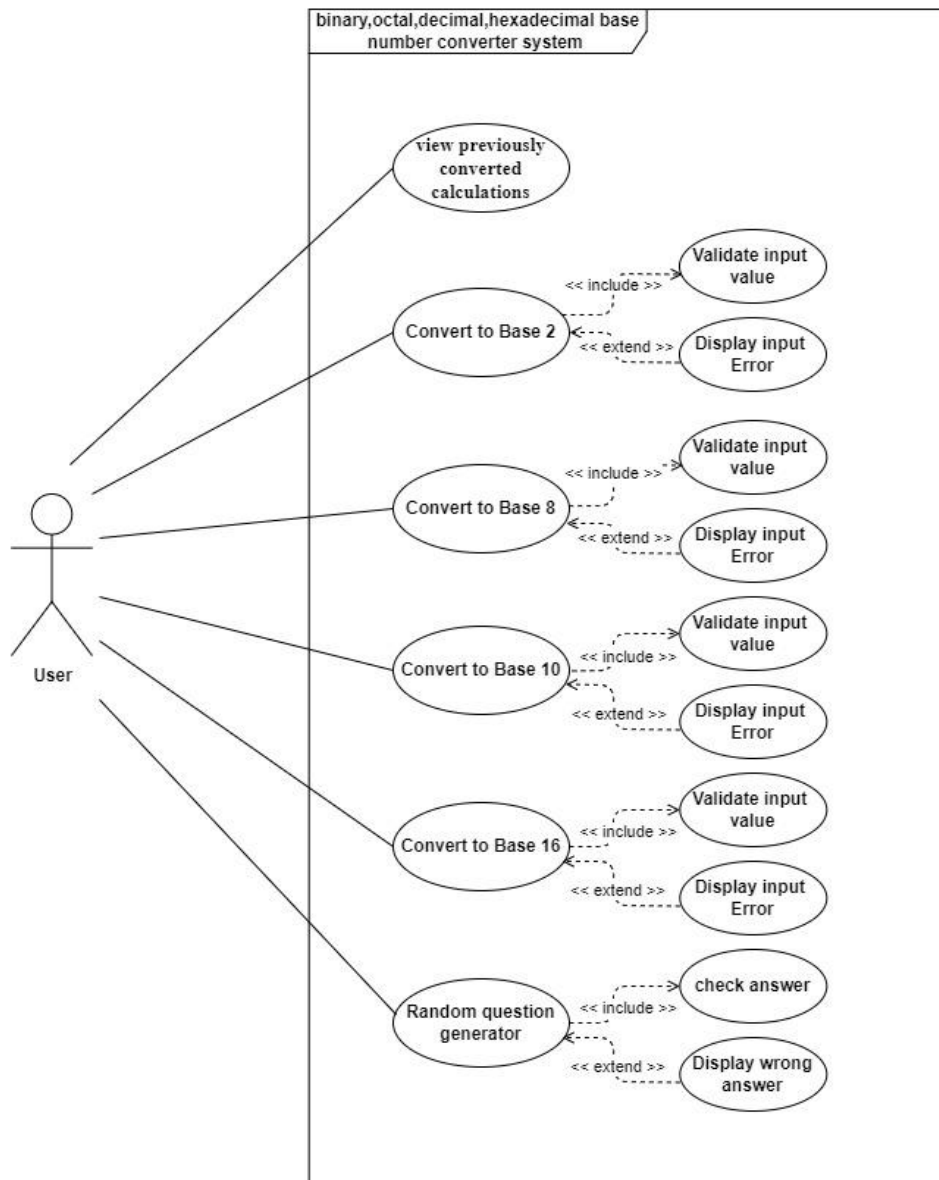 binary,octal,decimal,hexadecimal base
number converter system
view previously
converted
calculations
Validate input
value
<< include >>
Convert to Base 2
<< extend >>
Display input
Error
Validate input
value
<< include >>
Convert to Base 8
<< extend >>
Display input
Error
Validate input
value
<< include >>
Convert to Base 10
<< extend >>
Display input
Error
User
Validate input
value
<< include >>
Convert to Base 16
<< extend >>
Display input
Error
check answer
<< include >>
Random question
generator
<< extend >>
Display wrong
answer